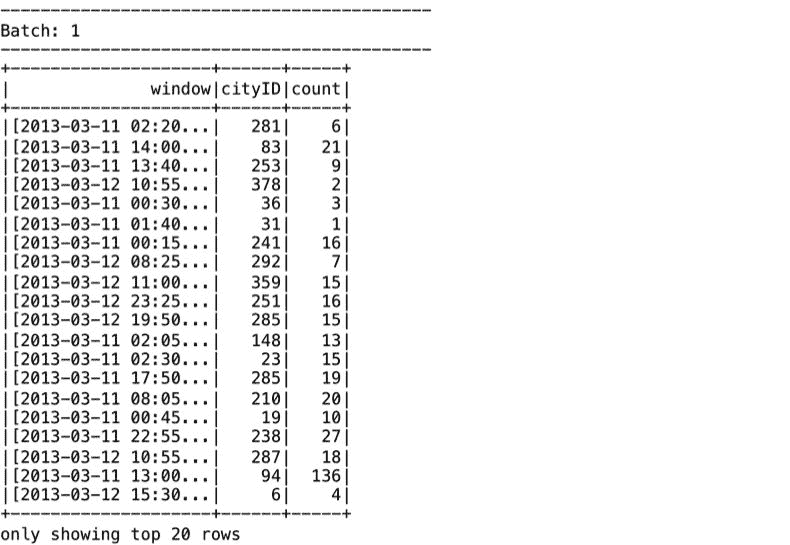 -------------------------------------------
Batch: 1
-------------------------------------------
+--------------------+------+-----+
|              window|cityID|count|
+--------------------+------+-----+
|[2013-03-11 02:20...|   281|    6|
|[2013-03-11 14:00...|    83|   21|
|[2013-03-11 13:40...|   253|    9|
|[2013-03-12 10:55...|   378|    2|
|[2013-03-11 00:30...|    36|    3|
|[2013-03-11 01:40...|    31|    1|
|[2013-03-11 00:15...|   241|   16|
|[2013-03-12 08:25...|   292|    7|
|[2013-03-12 11:00...|   359|   15|
|[2013-03-12 23:25...|   251|   16|
|[2013-03-12 19:50...|   285|   15|
|[2013-03-11 02:05...|   148|   13|
|[2013-03-11 02:30...|    23|   15|
|[2013-03-11 17:50...|   285|   19|
|[2013-03-11 08:05...|   210|   20|
|[2013-03-11 00:45...|    19|   10|
|[2013-03-11 22:55...|   238|   27|
|[2013-03-12 10:55...|   287|   18|
|[2013-03-11 13:00...|    94|  136|
|[2013-03-12 15:30...|     6|    4|
+--------------------+------+-----+
only showing top 20 rows